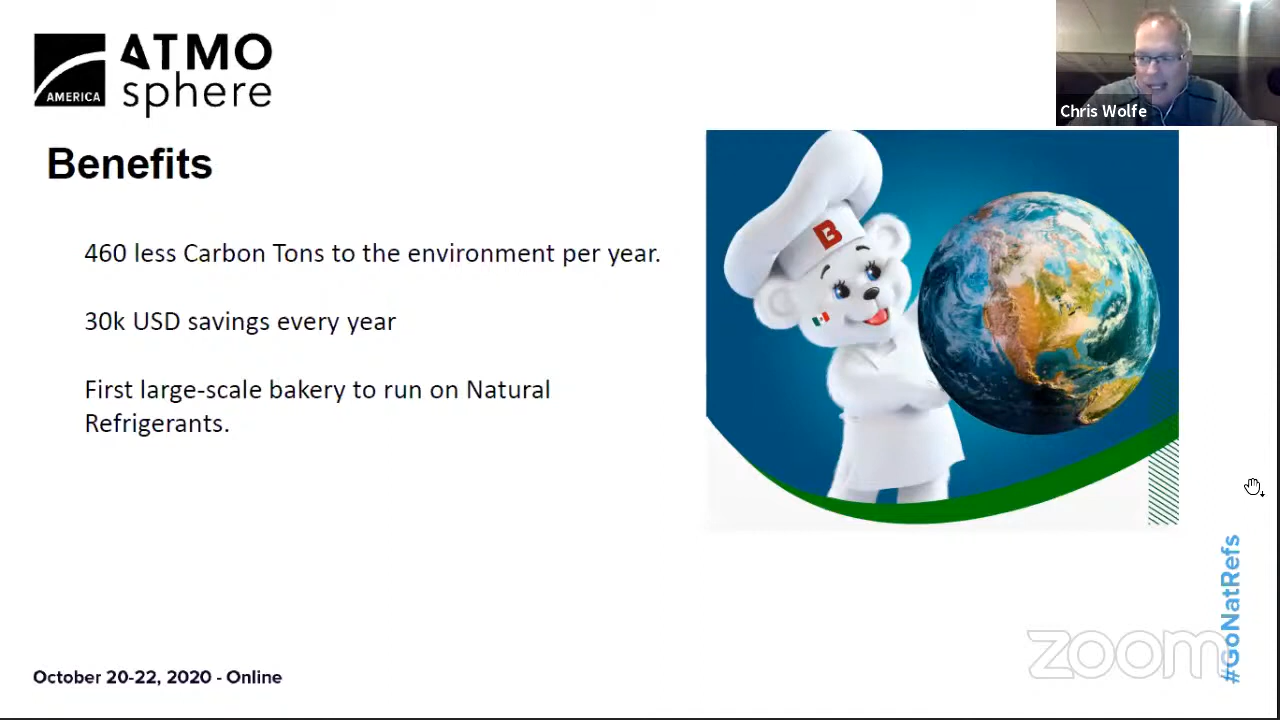 AMERICA
ATMO
sphere
Chris Wolfe
Benefits
460 less Carbon Tons to the environment per year.
30k USD savings every year
First large-scale bakery to run on Natural
Refrigerants.
B
#GoNatRefs
zoom
October 20-22, 2020 - Online